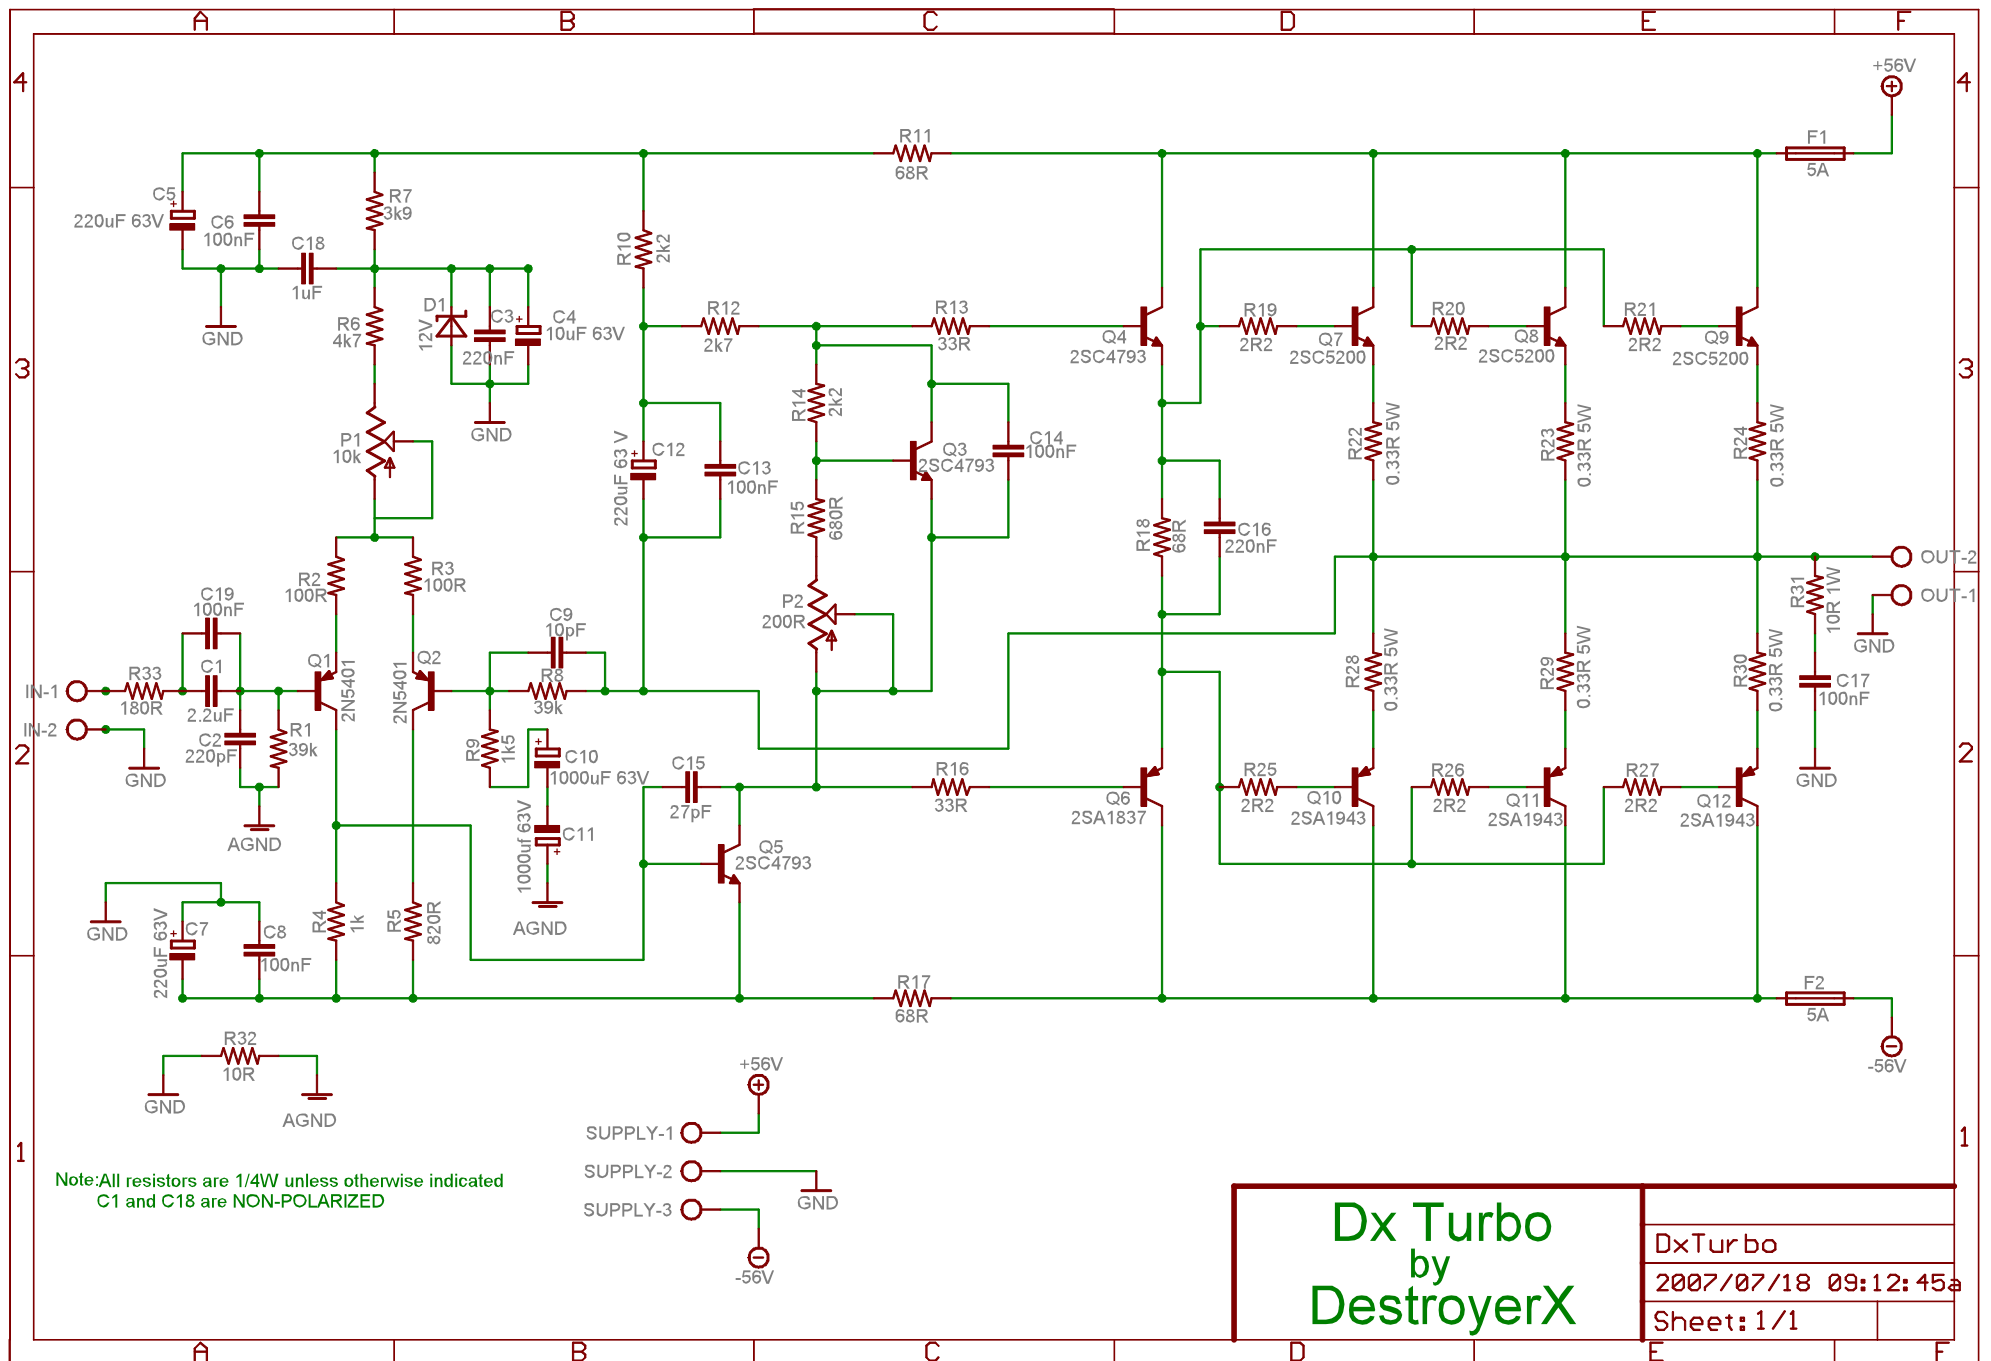 A B C D E F
4 4
+56V
R11
68R
F1
5A
C5
+
220uF 63V
C6
100nF
R7
3k9
C18
1uF
R10
2k2
GND
R6
4k7
D1
12V
C3
220nF
+
C4
10uF 63V
R12
2k7
R13
33R
Q4
2SC4793
R19
2R2
Q7
2SC5200
R20
2R2
Q8
2SC5200
R21
2R2
Q9
2SC5200
3 3
GND
P1
10k
R14
2k2
Q3
2SC4793
C14
100nF
220uF 63 V
+
C12
C13
100nF
R22
0.33R 5W
R23
0.33R 5W
R24
0.33R 5W
R15
680R
R18
68R
C16
220nF
OUT-2
OUT-1
GND
R31
10R 1W
R2
100R
R3
100R
C19
100nF
C9
10pF
P2
200R
IN-1
R33
180R
C1
2.2uF
Q1
2N5401
Q2
2N5401
R8
39k
R28
0.33R 5W
R29
0.33R 5W
R30
0.33R 5W
C17
100nF
GND
IN-2
GND
C2
220pF
R1
39k
AGND
R9
1k5
+
C10
1000uF 63V
1000uf 63V
C11
+
AGND
2 2
C15
27pF
R16
33R
Q6
2SA1837
R25
2R2
Q10
2SA1943
R26
2R2
Q11
2SA1943
R27
2R2
Q12
2SA1943
Q5
2SC4793
GND
220uF 63V
+
C7
C8
100nF
R4
1k
R5
820R
R17
68R
F2
5A
-56V
R32
10R
GND
AGND
+56V
SUPPLY-1
SUPPLY-2
GND
SUPPLY-3
-56V
1 1
Note:All resistors are 1/4W unless otherwise indicated
C1 and C18 are NON-POLARIZED
Dx Turbo
by
DestroyerX
DxTurbo
2007/07/18 09:12:45a
Sheet: 1/1
A B C D E F